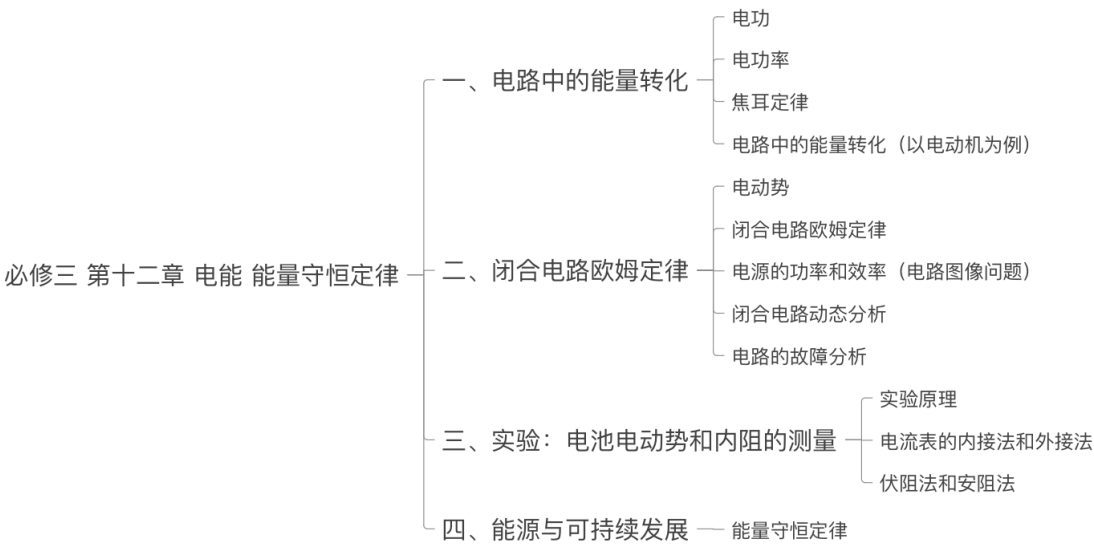 必修三 第十二章 电能 能量守恒定律
一、电路中的能量转化
电功
电功率
焦耳定律
电路中的能量转化（以电动机为例）
二、闭合电路欧姆定律
电动势
闭合电路欧姆定律
电源的功率和效率（电路图像问题）
闭合电路动态分析
电路的故障分析
三、实验：电池电动势和内阻的测量
实验原理
电流表的内接法和外接法
伏阻法和安阻法
四、能源与可持续发展
能量守恒定律